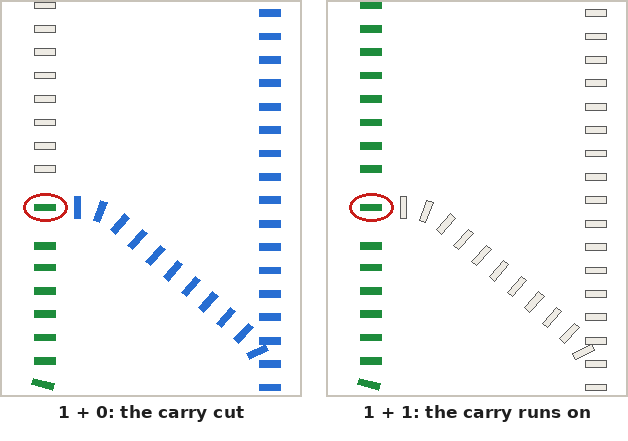 1 + 0: the carry cut
1 + 1: the carry runs on